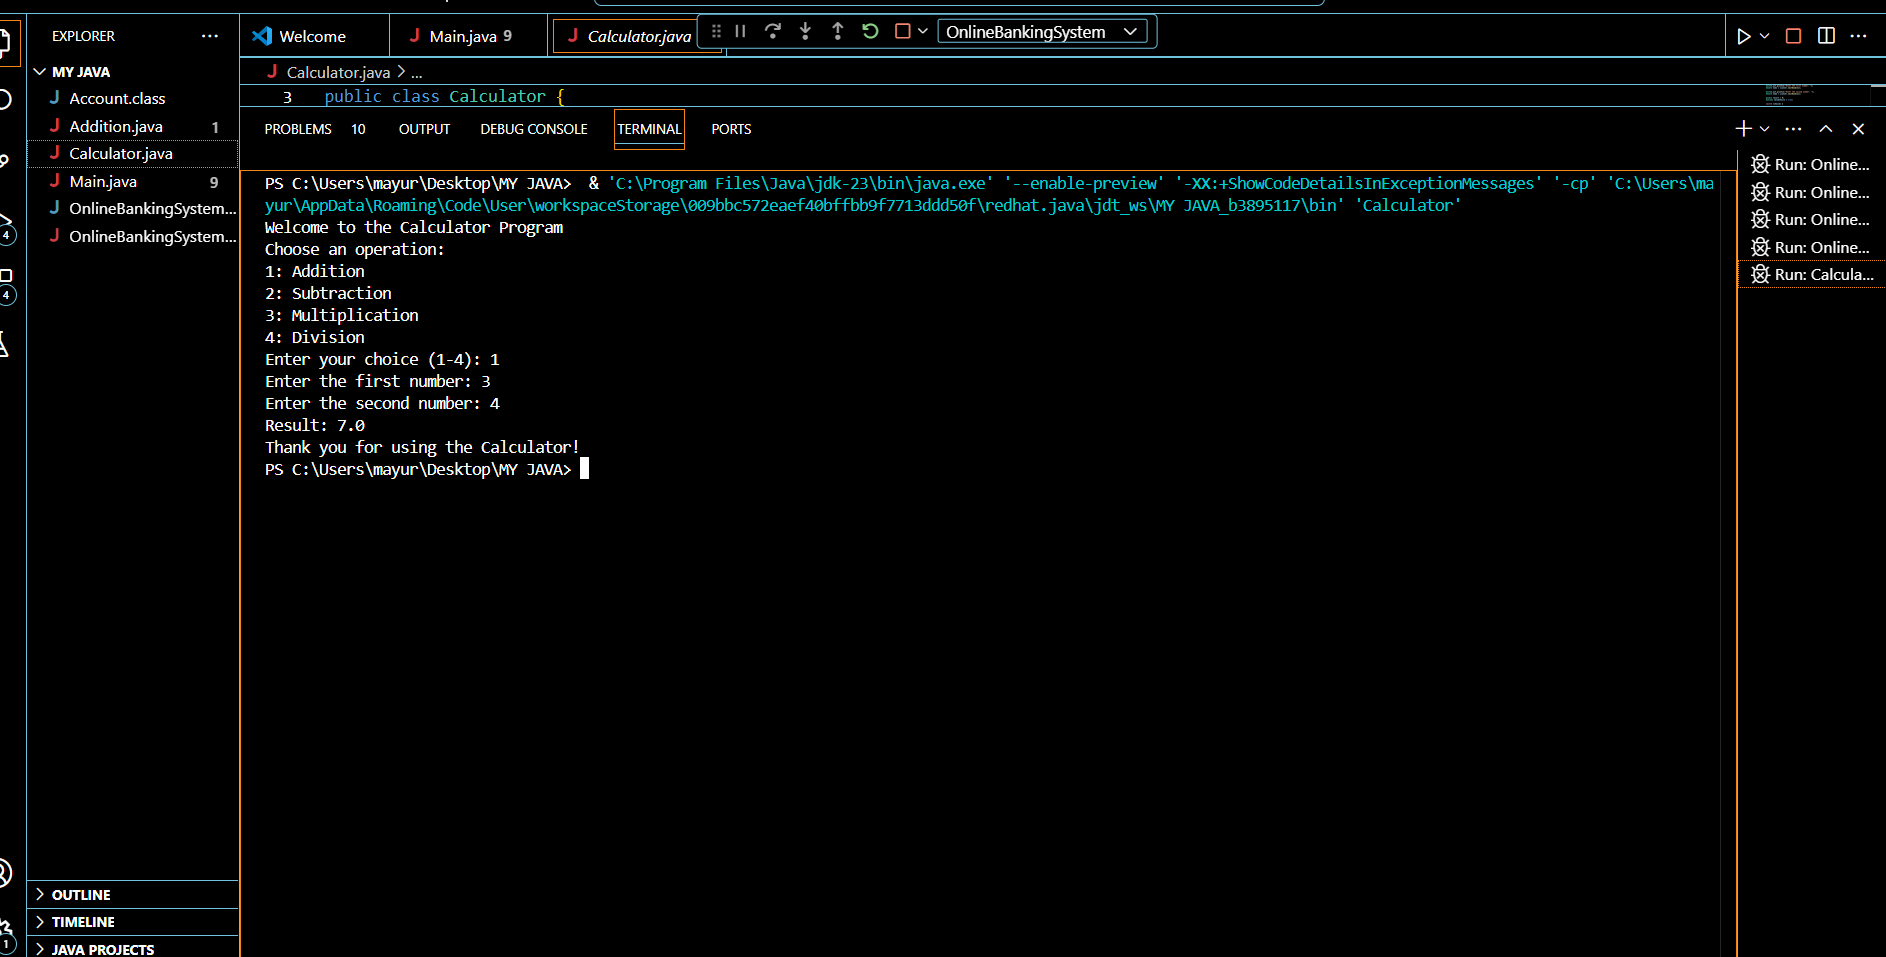 EXPLORER ...
Welcome
Main.java 9
Calculator.java
OnlineBankingSystem
MY JAVA
Account.class
Addition.java 1
Calculator.java
Main.java 9
OnlineBankingSystem...
OnlineBankingSystem...
4
4
1
OUTLINE
TIMELINE
JAVA PROJECTS
Calculator.java > ...
3 public class Calculator {
PROBLEMS 10 OUTPUT DEBUG CONSOLE TERMINAL PORTS
PS C:\Users\mayur\Desktop\MY JAVA>  & 'C:\Program Files\Java\jdk-23\bin\java.exe' '--enable-preview' '-XX:+ShowCodeDetailsInExceptionMessages' '-cp' 'C:\Users\ma
yur\AppData\Roaming\Code\User\workspaceStorage\009bbc572eaef40bffbb9f7713ddd50f\redhat.java\jdt_ws\MY JAVA_b3895117\bin' 'Calculator'
Welcome to the Calculator Program
Choose an operation:
1: Addition
2: Subtraction
3: Multiplication
4: Division
Enter your choice (1-4): 1
Enter the first number: 3
Enter the second number: 4
Result: 7.0
Thank you for using the Calculator!
PS C:\Users\mayur\Desktop\MY JAVA>
Run: Online...
Run: Online...
Run: Online...
Run: Online...
Run: Calcula...